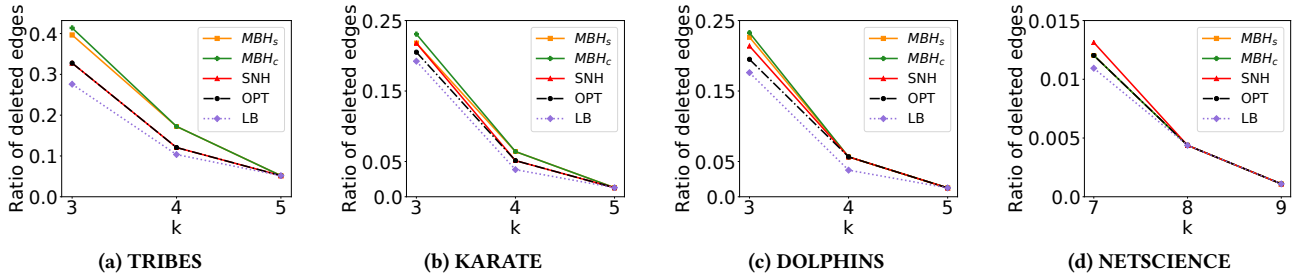 Ratio of deleted edges
0.4
0.3
0.2
0.1
0.0
3 4 5
k
MBHs
MBHc
SNH
OPT
LB
(a) TRIBES
Ratio of deleted edges
0.25
0.15
0.05
0.0
3 4 5
k
MBHs
MBHc
SNH
OPT
LB
(b) KARATE
Ratio of deleted edges
0.25
0.15
0.05
0.0
3 4 5
k
MBHs
MBHc
SNH
OPT
LB
(c) DOLPHINS
Ratio of deleted edges
0.015
0.01
0.005
0.0
7 8 9
k
MBHs
MBHc
SNH
OPT
LB
(d) NETSCIENCE